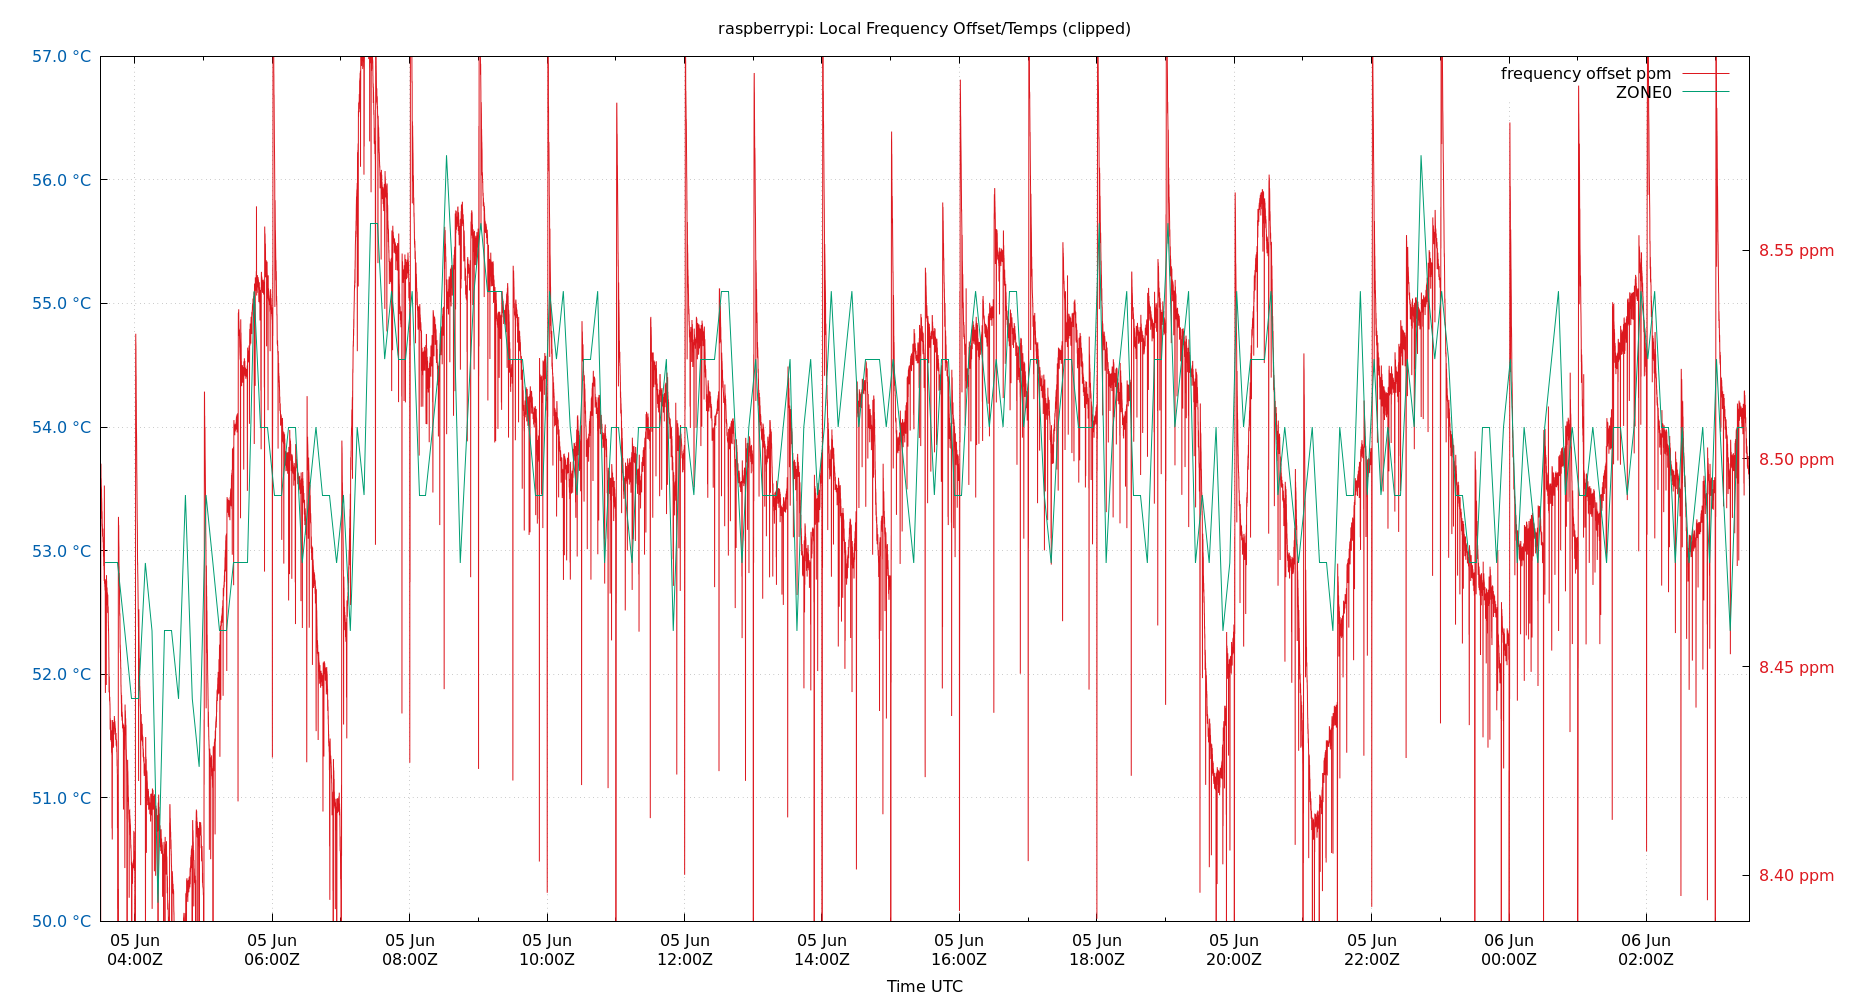 raspberrypi: Local Frequency Offset/Temps (clipped)
57.0 °C
56.0 °C
55.0 °C
54.0 °C
53.0 °C
52.0 °C
51.0 °C
50.0 °C
frequency offset ppm
ZONE0
8.55 ppm
8.50 ppm
8.45 ppm
8.40 ppm
05 Jun 05 Jun 05 Jun 05 Jun 05 Jun 05 Jun 05 Jun 05 Jun 05 Jun 05 Jun 06 Jun 06 Jun
04:00Z 06:00Z 08:00Z 10:00Z 12:00Z 14:00Z 16:00Z 18:00Z 20:00Z 22:00Z 00:00Z 02:00Z
Time UTC